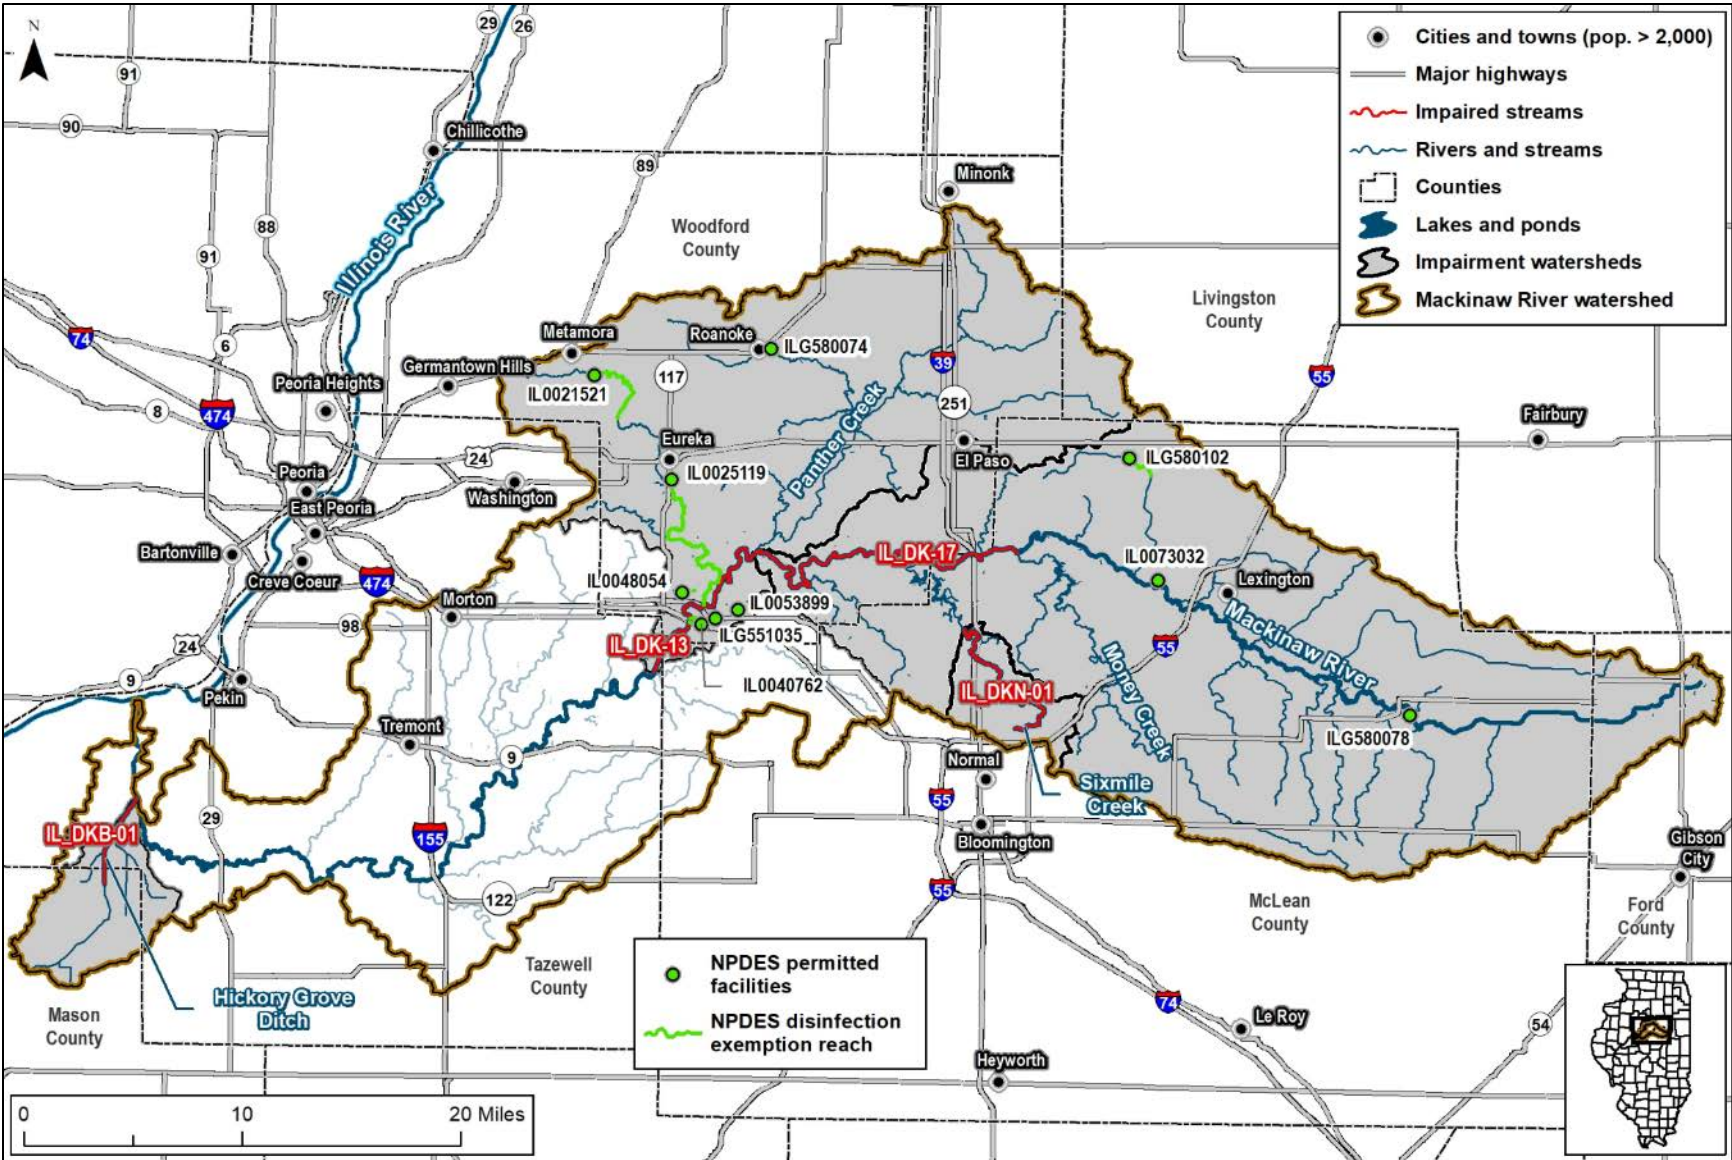 N
29
26
91
90
Chillicothe
89
Minonk
Cities and towns (pop. > 2,000)
Major highways
Impaired streams
Rivers and streams
Counties
Lakes and ponds
Impairment watersheds
Mackinaw River watershed
88
91
Illinois River
Woodford
County
Livingston
County
74
6
Metamora
Roanoke
ILG580074
Germantown Hills
39
55
Peoria Heights
IL0021521
117
251
8
474
Fairbury
Panther Creek
Eureka
El Paso
24
Peoria
IL0025119
ILG580102
Washington
East Peoria
Bartonville
IL_DK-17
Creve Coeur
474
IL0048054
IL0073032
Lexington
Morton
IL0053899
98
ILG551035
Mackinaw River
24
IL_DK-13
55
9
IL0040762
IL_DKN-01
Money Creek
Pekin
Tremont
ILG580078
9
Normal
Sixmile
Creek
55
29
IL_DKB-01
155
Bloomington
Gibson
City
55
122
McLean
County
Ford
County
Tazewell
County
NPDES permitted
facilities
NPDES disinfection
exemption reach
Hickory Grove
Ditch
Mason
County
74
Le Roy
54
Heyworth
0
10
20 Miles